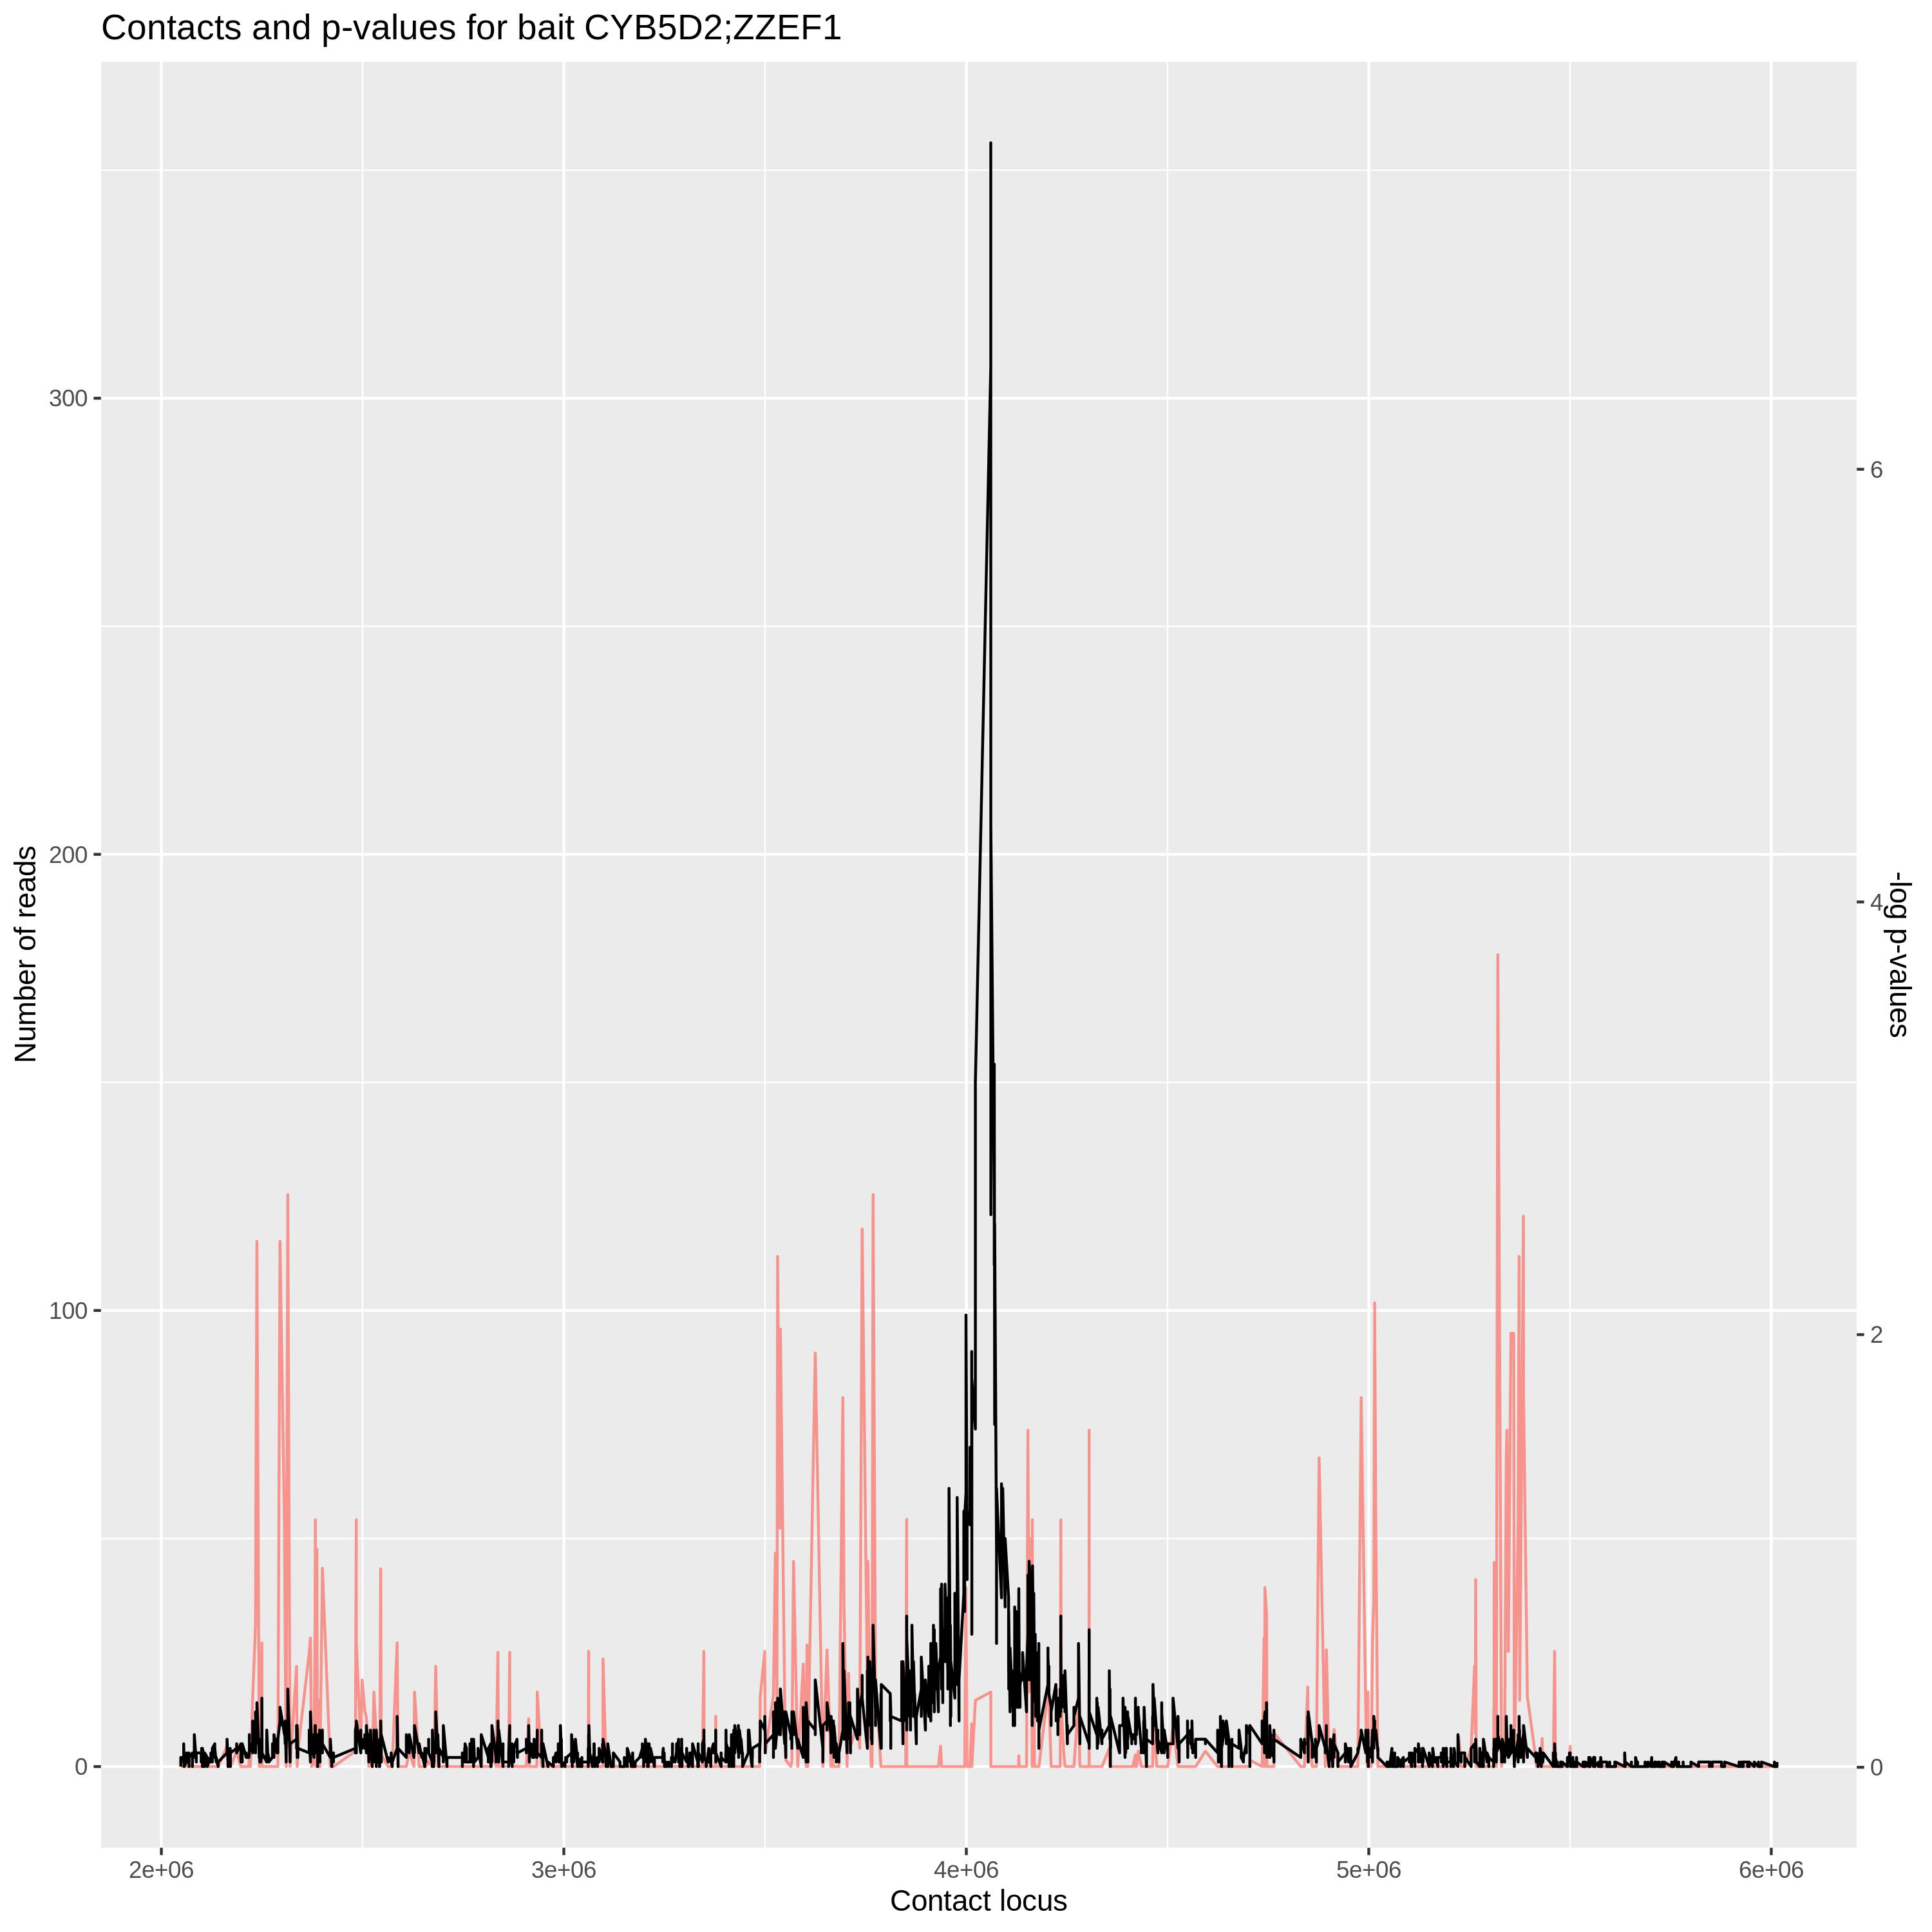 Contacts and p-values for bait CYB5D2;ZZEF1
Number of reads
300
200
100
0
6
4
2
0
-log p-values
2e+06
3e+06
4e+06
5e+06
6e+06
Contact locus